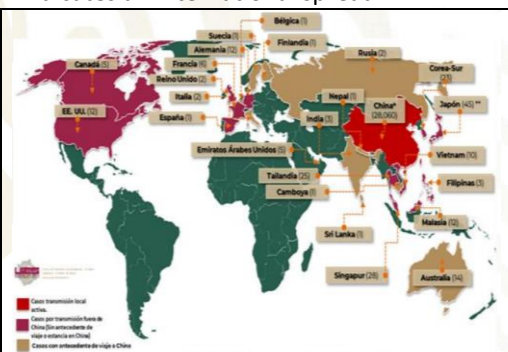 Bélgica (1)
Suecia (1)
Finlandia (1)
Alemania (12)
Rusia (2)
Canadá (5)
Francia (6)
Corea-Sur
Reino Unido (2)
Nepal (1)
China*
(28,060)
Japón (45) **
Italia (2)
EE. UU. (12)
India (3)
España (1)
Emiratos Árabes Unidos (5)
Vietnam (10)
Tailandia (25)
Filipinas (3)
Camboya (1)
Malasia (12)
Sri Lanka (1)
Singapur (28)
Australia (14)
Casos transmisión local
activa.
Casos por transmisión fuera de
China (Sin antecedente de
viaje o estancia en China)
Casos con antecedente de viaje a China